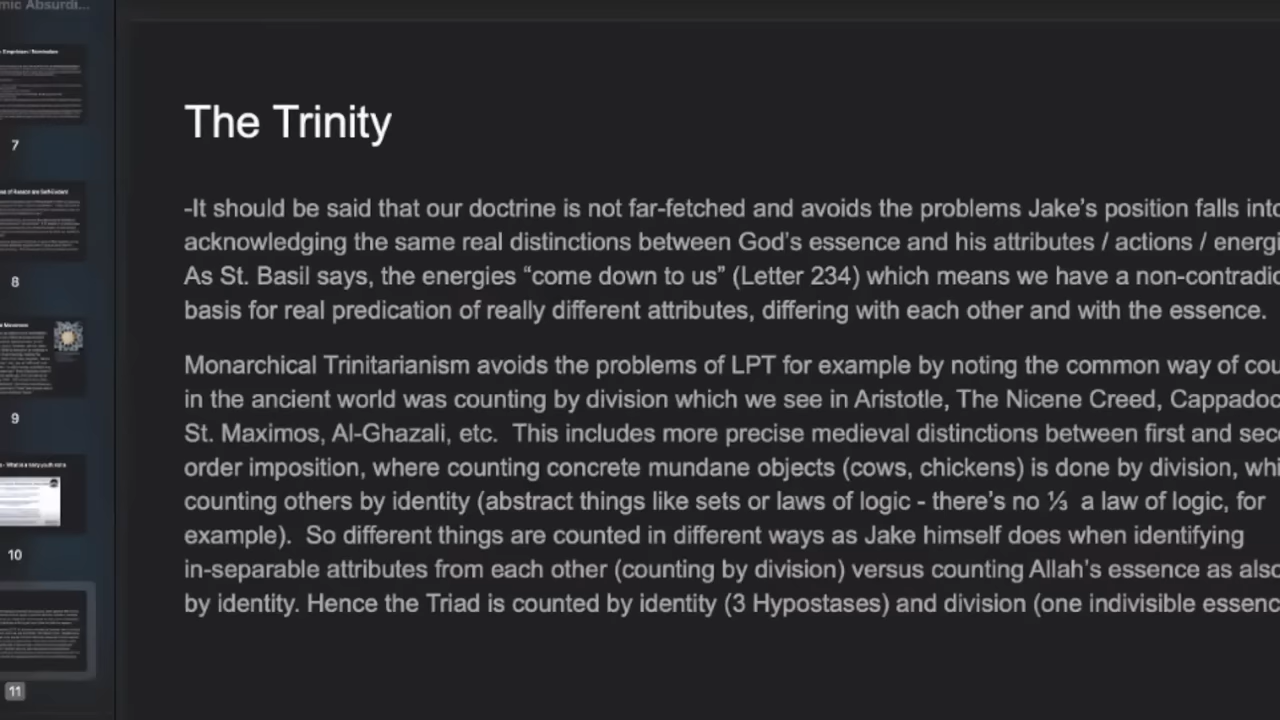 mic Absurdi...
7
8
9
10
11
The Trinity
-It should be said that our doctrine is not far-fetched and avoids the problems Jake's position falls into
acknowledging the same real distinctions between God's essence and his attributes / actions / energi
As St. Basil says, the energies “come down to us” (Letter 234) which means we have a non-contradic
basis for real predication of really different attributes, differing with each other and with the essence.
Monarchical Trinitarianism avoids the problems of LPT for example by noting the common way of cou
in the ancient world was counting by division which we see in Aristotle, The Nicene Creed, Cappadoc
St. Maximos, Al-Ghazali, etc.  This includes more precise medieval distinctions between first and seco
order imposition, where counting concrete mundane objects (cows, chickens) is done by division, whi
counting others by identity (abstract things like sets or laws of logic - there's no ⅓  a law of logic, for
example).  So different things are counted in different ways as Jake himself does when identifying
in-separable attributes from each other (counting by division) versus counting Allah's essence as also
by identity. Hence the Triad is counted by identity (3 Hypostases) and division (one indivisible essenc